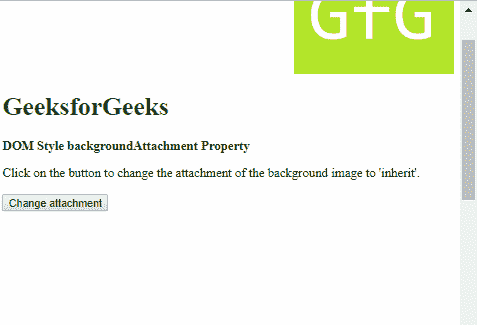 GfG
GeeksforGeeks
DOM Style backgroundAttachment Property
Click on the button to change the attachment of the background image to 'inherit'.
Change attachment